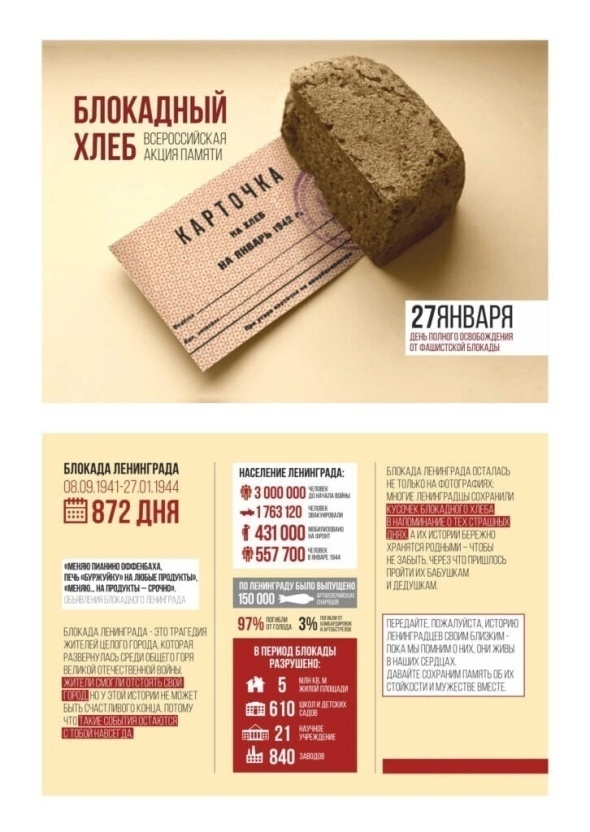 БЛОКАДНЫЙ
ХЛЕБ
ВСЕРОССИЙСКАЯ
АКЦИЯ ПАМЯТИ
КАРТОЧКА
НА ХЛЕБ
НА ЯНВАРЬ 1942 г.
При утере карточка не возобновляется
27ЯНВАРЯ
ДЕНЬ ПОЛНОГО ОСВОБОЖДЕНИЯ
ОТ ФАШИСТСКОЙ БЛОКАДЫ
БЛОКАДА ЛЕНИНГРАДА
08.09.1941-27.01.1944
872 ДНЯ
«МЕНЯЮ ПИАНИНО ОФФЕНБАХА,
ПЕЧЬ «БУРЖУЙКУ» НА ЛЮБЫЕ ПРОДУКТЫ»,
«МЕНЯЮ... НА ПРОДУКТЫ – СРОЧНО».
ОБЪЯВЛЕНИЯ БЛОКАДНОГО ЛЕНИНГРАДА
БЛОКАДА ЛЕНИНГРАДА - ЭТО ТРАГЕДИЯ
ЖИТЕЛЕЙ ЦЕЛОГО ГОРОДА, КОТОРАЯ
РАЗВЕРНУЛАСЬ СРЕДИ ОБЩЕГО ГОРЯ
ВЕЛИКОЙ ОТЕЧЕСТВЕННОЙ ВОЙНЫ.
ЖИТЕЛИ СМОГЛИ ОТСТОЯТЬ СВОЙ
ГОРОД, НО У ЭТОЙ ИСТОРИИ НЕ МОЖЕТ
БЫТЬ СЧАСТЛИВОГО КОНЦА, ПОТОМУ
ЧТО ТАКИЕ СОБЫТИЯ ОСТАЮТСЯ
С ТОБОЙ НАВСЕГДА.
НАСЕЛЕНИЕ ЛЕНИНГРАДА:
3 000 000 ЧЕЛОВЕК
ДО НАЧАЛА ВОЙНЫ
1 763 120 ЧЕЛОВЕК
ЭВАКУИРОВАЛИ
431 000 МОБИЛИЗОВАНО
НА ФРОНТ
557 700 ЧЕЛОВЕК
В ЯНВАРЕ 1944
ПО ЛЕНИНГРАДУ БЫЛО ВЫПУЩЕНО
150 000 АРТИЛЛЕРИЙСКИХ
СНАРЯДОВ
97% ПОГИБЛИ
ОТ ГОЛОДА
3% ПОГИБЛИ ОТ
БОМБАРДИРОВОК
И АРТОБСТРЕЛОВ
В ПЕРИОД БЛОКАДЫ
РАЗРУШЕНО:
5 МЛН КВ. М
ЖИЛОЙ ПЛОЩАДИ
610 ШКОЛ И ДЕТСКИХ
САДОВ
21 НАУЧНОЕ
УЧРЕЖДЕНИЕ
840 ЗАВОДОВ
БЛОКАДА ЛЕНИНГРАДА ОСТАЛАСЬ
НЕ ТОЛЬКО НА ФОТОГРАФИЯХ:
МНОГИЕ ЛЕНИНГРАДЦЫ СОХРАНИЛИ
КУСОЧЕК БЛОКАДНОГО ХЛЕБА
В НАПОМИНАНИЕ О ТЕХ СТРАШНЫХ
ДНЯХ, А ИХ ИСТОРИИ БЕРЕЖНО
ХРАНЯТСЯ РОДНЫМИ – ЧТОБЫ
НЕ ЗАБЫТЬ, ЧЕРЕЗ ЧТО ПРИШЛОСЬ
ПРОЙТИ ИХ БАБУШКАМ
И ДЕДУШКАМ.
ПЕРЕДАЙТЕ, ПОЖАЛУЙСТА, ИСТОРИЮ
ЛЕНИНГРАДЦЕВ СВОИМ БЛИЗКИМ -
ПОКА МЫ ПОМНИМ О НИХ, ОНИ ЖИВЫ
В НАШИХ СЕРДЦАХ.
ДАВАЙТЕ СОХРАНИМ ПАМЯТЬ ОБ ИХ
СТОЙКОСТИ И МУЖЕСТВЕ ВМЕСТЕ.